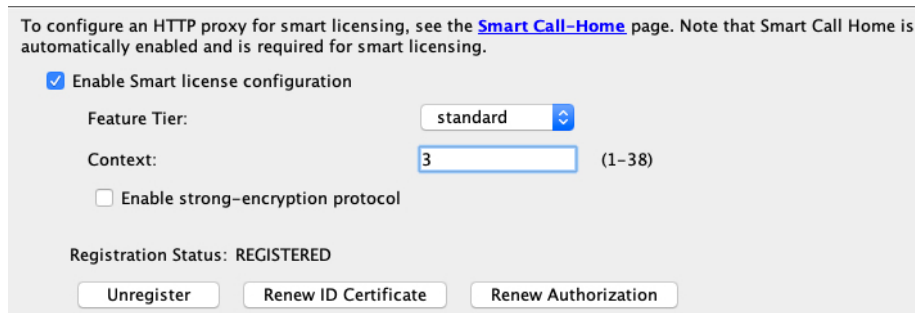 To configure an HTTP proxy for smart licensing, see the Smart Call-Home page. Note that Smart Call Home is
automatically enabled and is required for smart licensing.
Enable Smart license configuration
Feature Tier: standard
Context: 3 (1-38)
Enable strong-encryption protocol
Registration Status: REGISTERED
Unregister Renew ID Certificate Renew Authorization